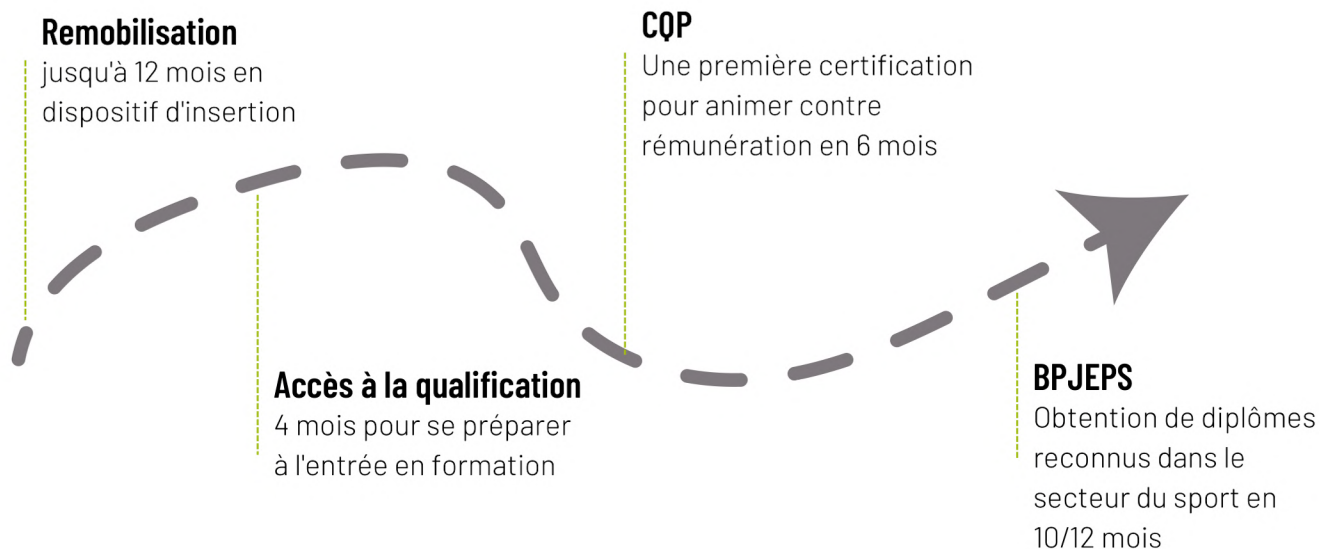 Remobilisation
jusqu'à 12 mois en
dispositif d'insertion
Accès à la qualification
4 mois pour se préparer
à l'entrée en formation
CQP
Une première certification
pour animer contre
rémunération en 6 mois
BPJEPS
Obtention de diplômes
reconnus dans le
secteur du sport en
10/12 mois